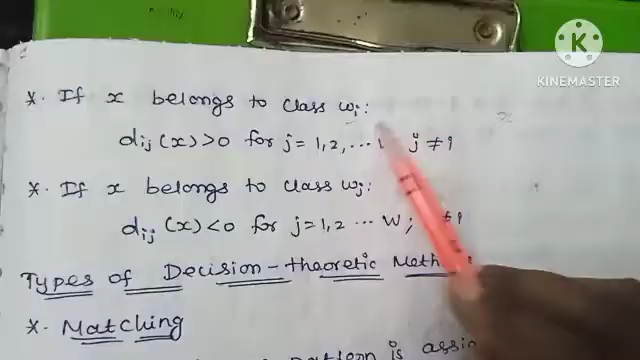 K
KINEMASTER
* If x belongs to class wi:
dij(x)>0 for j=1,2,... j≠i
* If x belongs to class wj:
dij(x)<0 for j=1,2 ... W;
Types of Decision-theoretic
* Matching
pattern is